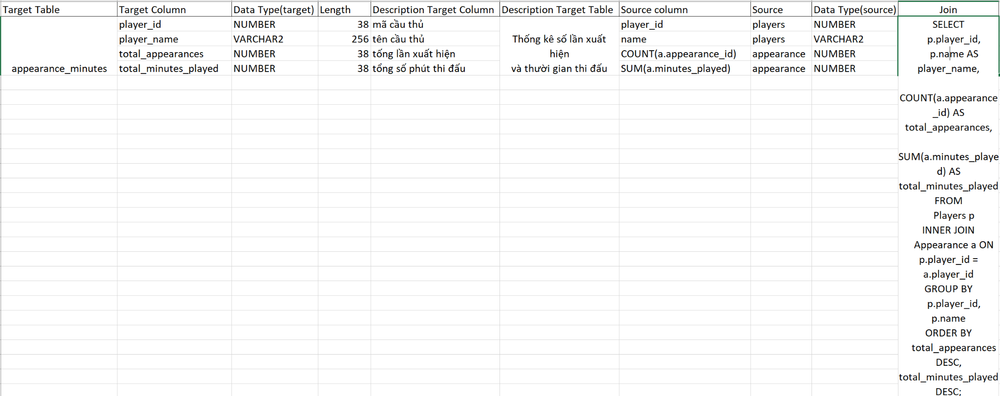 Target Table Target Column Data Type(target) Length Description Target Column Description Target Table Source column Source Data Type(source) Join
player_id NUMBER 38 mã cầu thủ player_id players NUMBER SELECT
player_name VARCHAR2 256 tên cầu thủ Thống kê số lần xuất name players VARCHAR2 p.player_id,
total_appearances NUMBER 38 tống lần xuất hiện hiện COUNT(a.appearance_id) appearance NUMBER p.name AS
appearance_minutes total_minutes_played NUMBER 38 tổng số phút thi đấu và thười gian thi đấu SUM(a.minutes_played) appearance NUMBER player_name,
COUNT(a.appearance
_id) AS
total_appearances,
SUM(a.minutes_playe
d) AS
total_minutes_played
FROM
Players p
INNER JOIN
Appearance a ON
p.player_id =
a.player_id
GROUP BY
p.player_id,
p.name
ORDER BY
total_appearances
DESC,
total_minutes_played
DESC;